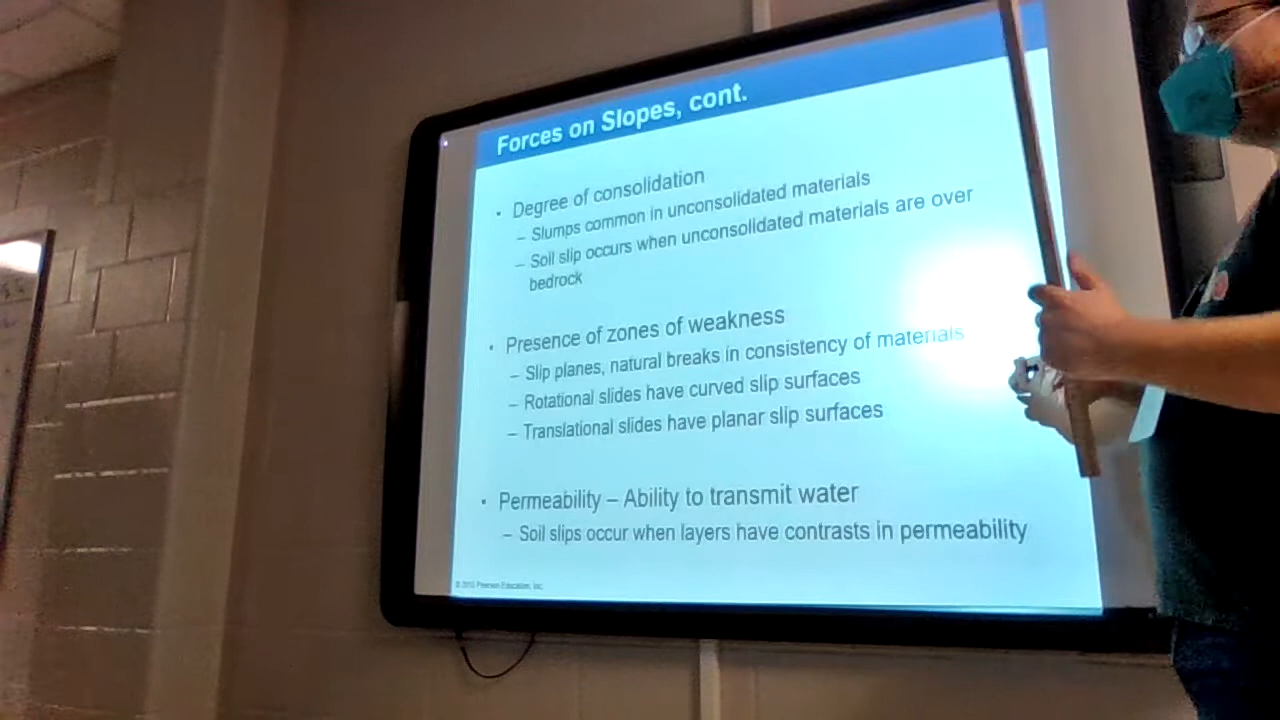 Forces on Slopes, cont.
• Degree of consolidation
– Slumps common in unconsolidated materials
– Soil slip occurs when unconsolidated materials are over
bedrock
• Presence of zones of weakness
– Slip planes, natural breaks in consistency of materials
– Rotational slides have curved slip surfaces
– Translational slides have planar slip surfaces
• Permeability – Ability to transmit water
– Soil slips occur when layers have contrasts in permeability
Pearson Education, Inc.